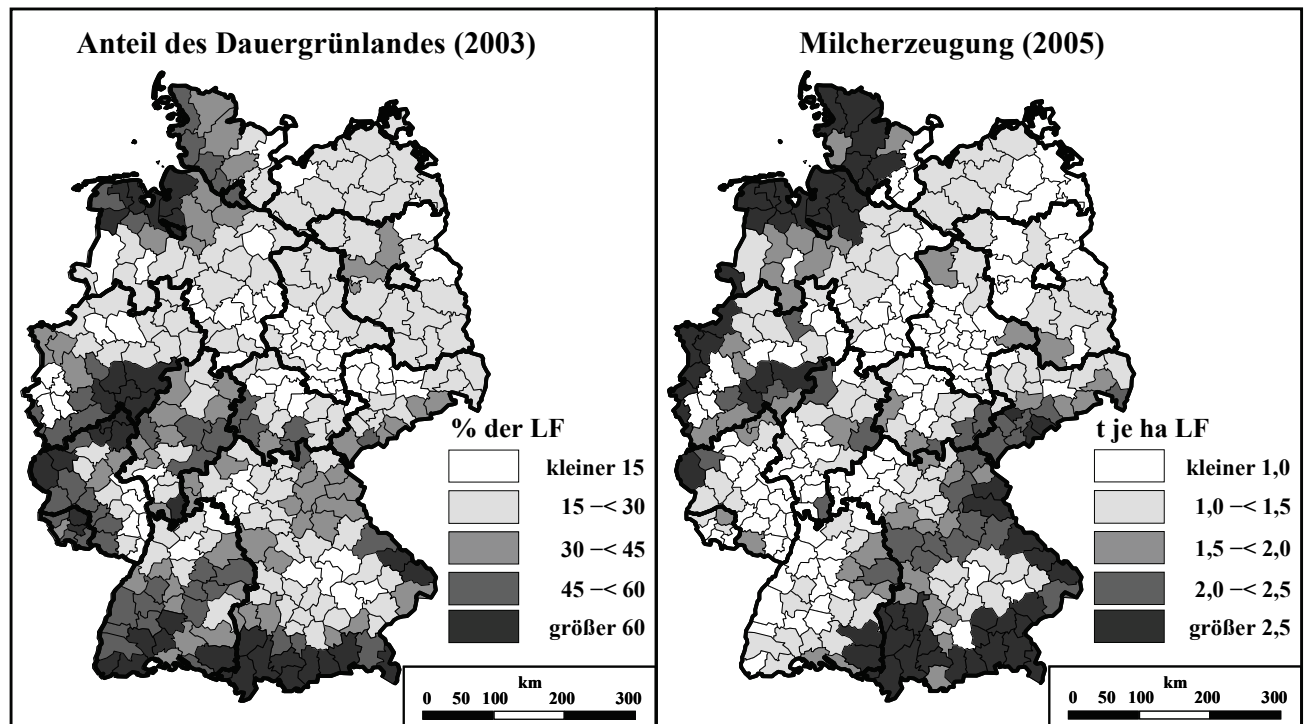 Anteil des Dauergrünlandes (2003)
% der LF
kleiner 15
15 –< 30
30 –< 45
45 –< 60
größer 60
km
0 50 100 200 300
Milcherzeugung (2005)
t je ha LF
kleiner 1,0
1,0 –< 1,5
1,5 –< 2,0
2,0 –< 2,5
größer 2,5
km
0 50 100 200 300